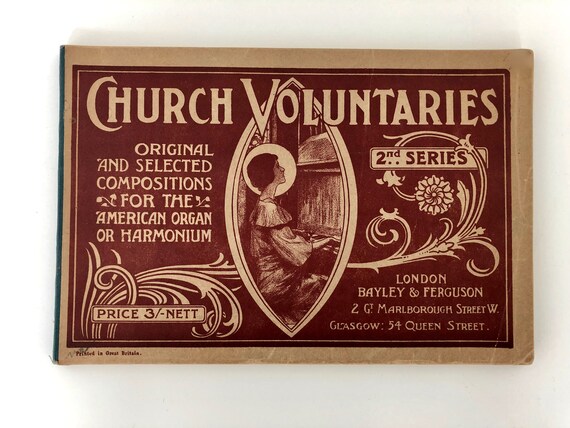 CHURCH VOLUNTARIES
ORIGINAL
AND SELECTED
COMPOSITIONS
FOR THE
AMERICAN ORGAN
OR HARMONIUM
2nd SERIES
LONDON
BAYLEY & FERGUSON
2 GT MARLBOROUGH STREET W.
GLASGOW: 54 QUEEN STREET.
PRICE 3/-NETT
Printed in Great Britain.